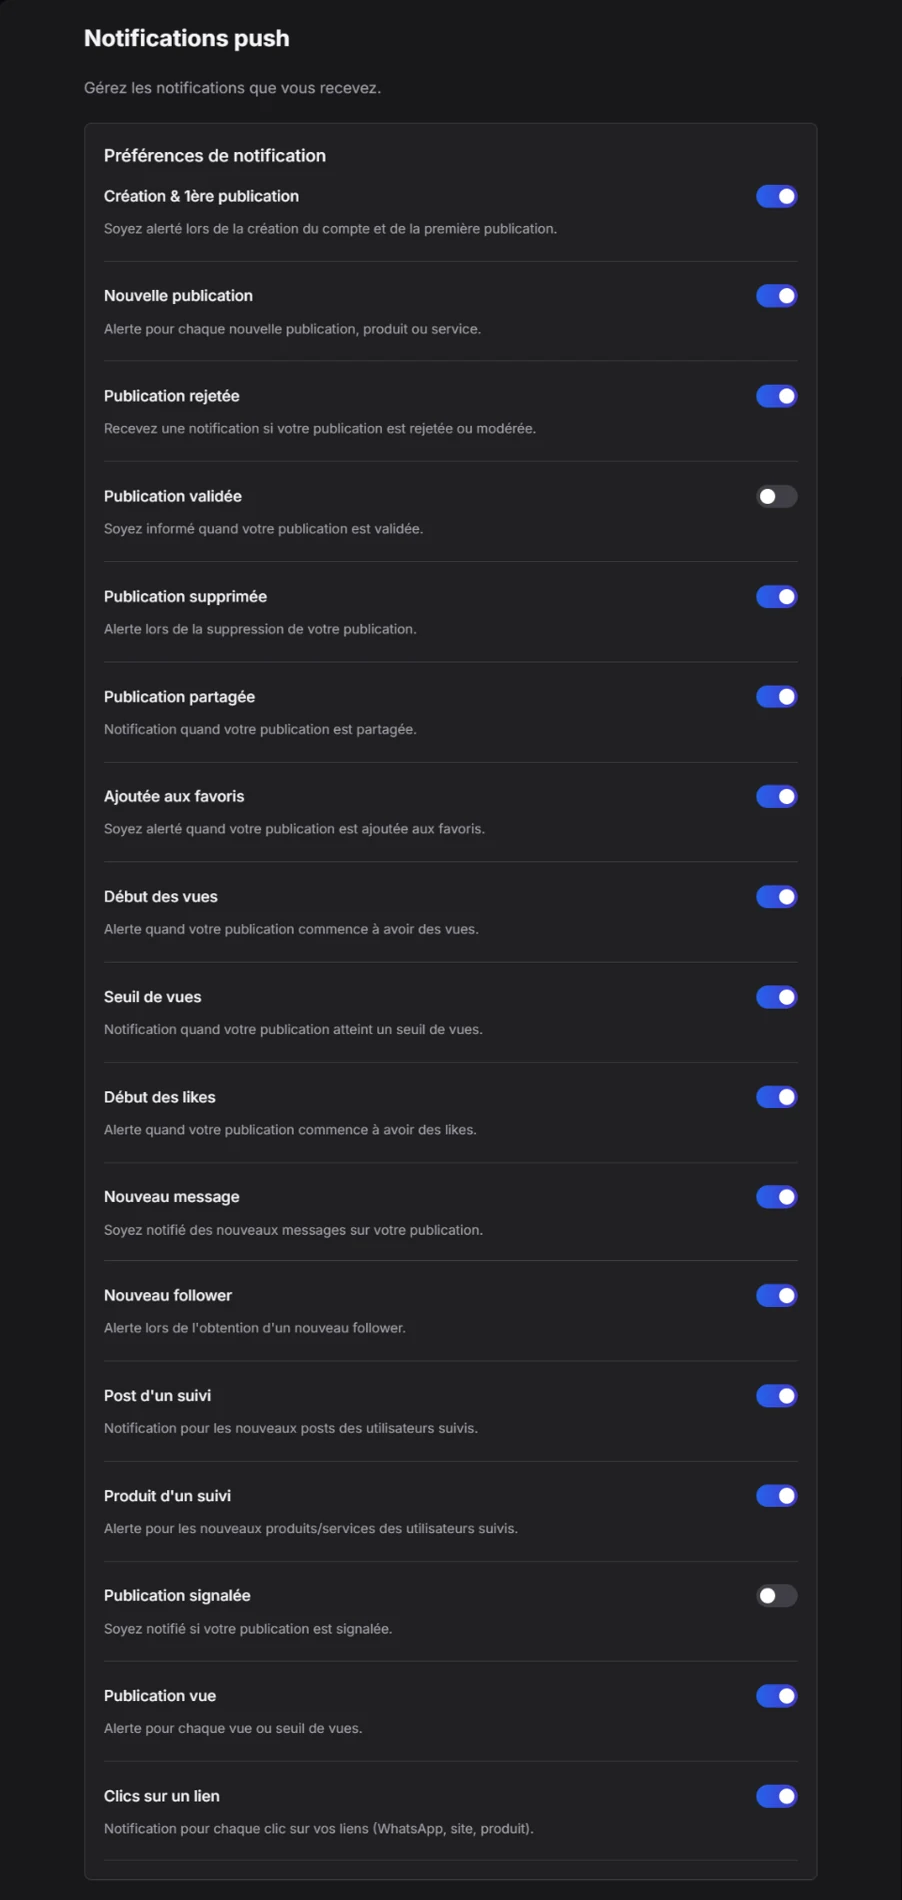 Notifications push
Gérez les notifications que vous recevez.
Préférences de notification
Création & 1ère publication
Soyez alerté lors de la création du compte et de la première publication.
Nouvelle publication
Alerte pour chaque nouvelle publication, produit ou service.
Publication rejetée
Recevez une notification si votre publication est rejetée ou modérée.
Publication validée
Soyez informé quand votre publication est validée.
Publication supprimée
Alerte lors de la suppression de votre publication.
Publication partagée
Notification quand votre publication est partagée.
Ajoutée aux favoris
Soyez alerté quand votre publication est ajoutée aux favoris.
Début des vues
Alerte quand votre publication commence à avoir des vues.
Seuil de vues
Notification quand votre publication atteint un seuil de vues.
Début des likes
Alerte quand votre publication commence à avoir des likes.
Nouveau message
Soyez notifié des nouveaux messages sur votre publication.
Nouveau follower
Alerte lors de l'obtention d'un nouveau follower.
Post d'un suivi
Notification pour les nouveaux posts des utilisateurs suivis.
Produit d'un suivi
Alerte pour les nouveaux produits/services des utilisateurs suivis.
Publication signalée
Soyez notifié si votre publication est signalée.
Publication vue
Alerte pour chaque vue ou seuil de vues.
Clics sur un lien
Notification pour chaque clic sur vos liens (WhatsApp, site, produit).